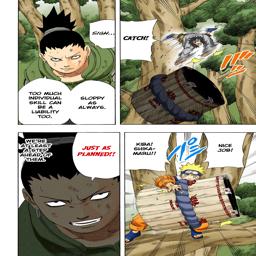 SIGH...
SLOPPY
AS
ALWAYS.
TOO MUCH
INDIVIDUAL
SKILL CAN
BE A
LIABILITY
TOO.
CATCH!
WE'RE
AT LEAST
A STEP
AHEAD OF
THEM.
JUST AS
PLANNED!!
KIBA!
SHIKA-
MARU!!
NICE
JOB!